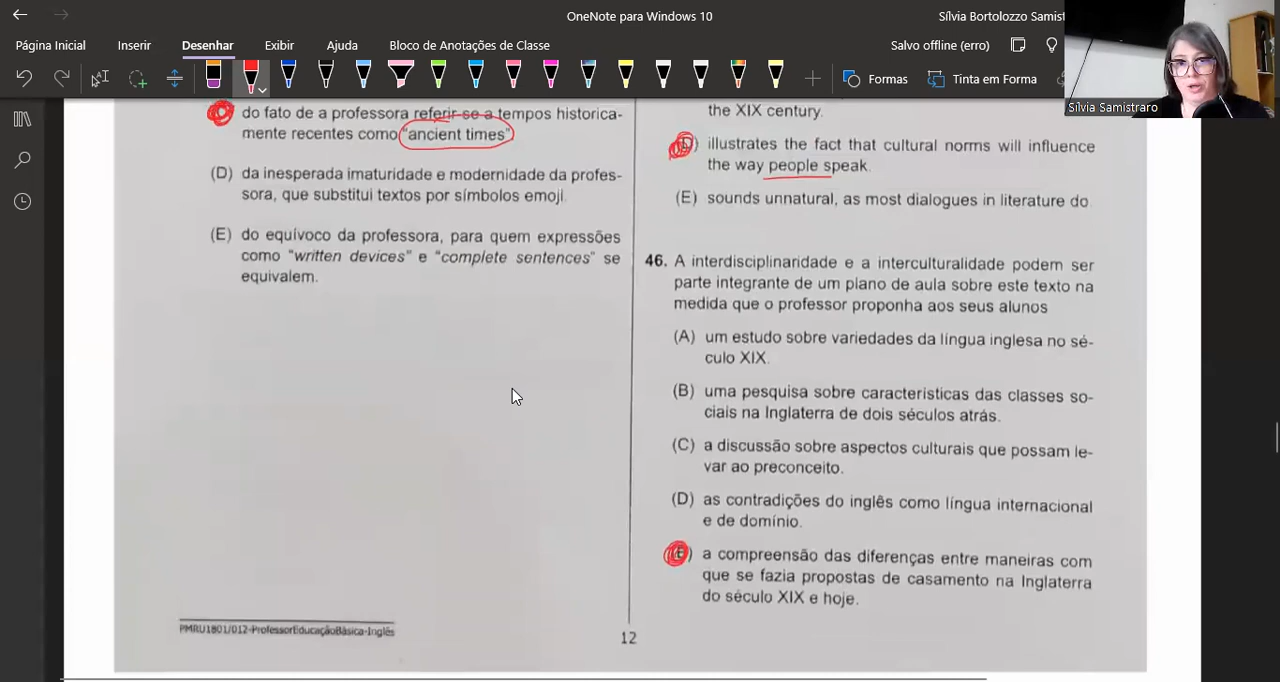 OneNote para Windows 10
Sílvia Bortolozzo Samist
Página Inicial
Inserir
Desenhar
Exibir
Ajuda
Bloco de Anotações de Classe
Salvo offline (erro)
Formas
Tinta em Forma
Sílvia Samistraro
do fato de a professora referir-se a tempos historica-
mente recentes como "ancient times"
(D) da inesperada imaturidade e modernidade da profes-
sora, que substitui textos por símbolos emoji.
(E) do equívoco da professora, para quem expressões
como "written devices" e "complete sentences" se
equivalem.
PMRU1801/012-ProfessorEducaçãoBásica-Inglês
the XIX century.
(D) illustrates the fact that cultural norms will influence
the way people speak.
(E) sounds unnatural, as most dialogues in literature do.
46. A interdisciplinaridade e a interculturalidade podem ser
parte integrante de um plano de aula sobre este texto na
medida que o professor proponha aos seus alunos
(A) um estudo sobre variedades da língua inglesa no sé-
culo XIX.
(B) uma pesquisa sobre características das classes so-
ciais na Inglaterra de dois séculos atrás.
(C) a discussão sobre aspectos culturais que possam le-
var ao preconceito.
(D) as contradições do inglês como língua internacional
e de domínio.
(E) a compreensão das diferenças entre maneiras com
que se fazia propostas de casamento na Inglaterra
do século XIX e hoje.
12